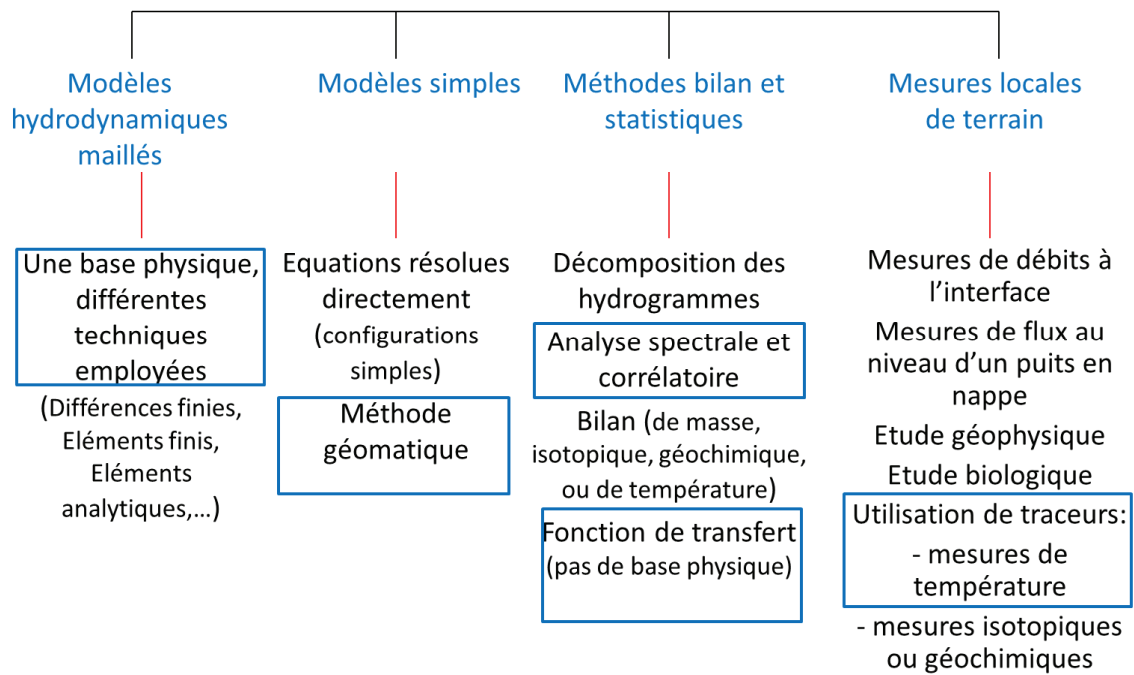 Modèles
hydrodynamiques
maillés
Modèles simples
Méthodes bilan et
statistiques
Mesures locales
de terrain
Une base physique,
différentes
techniques
employées
(Différences finies,
Eléments finis,
Eléments
analytiques,...)
Equations résolues
directement
(configurations
simples)
Méthode
géomatique
Décomposition des
hydrogrammes
Analyse spectrale et
corrélatoire
Bilan (de masse,
isotopique, géochimique,
ou de température)
Fonction de transfert
(pas de base physique)
Mesures de débits à
l’interface
Mesures de flux au
niveau d’un puits en
nappe
Etude géophysique
Etude biologique
Utilisation de traceurs:
- mesures de
température
- mesures isotopiques
ou géochimiques